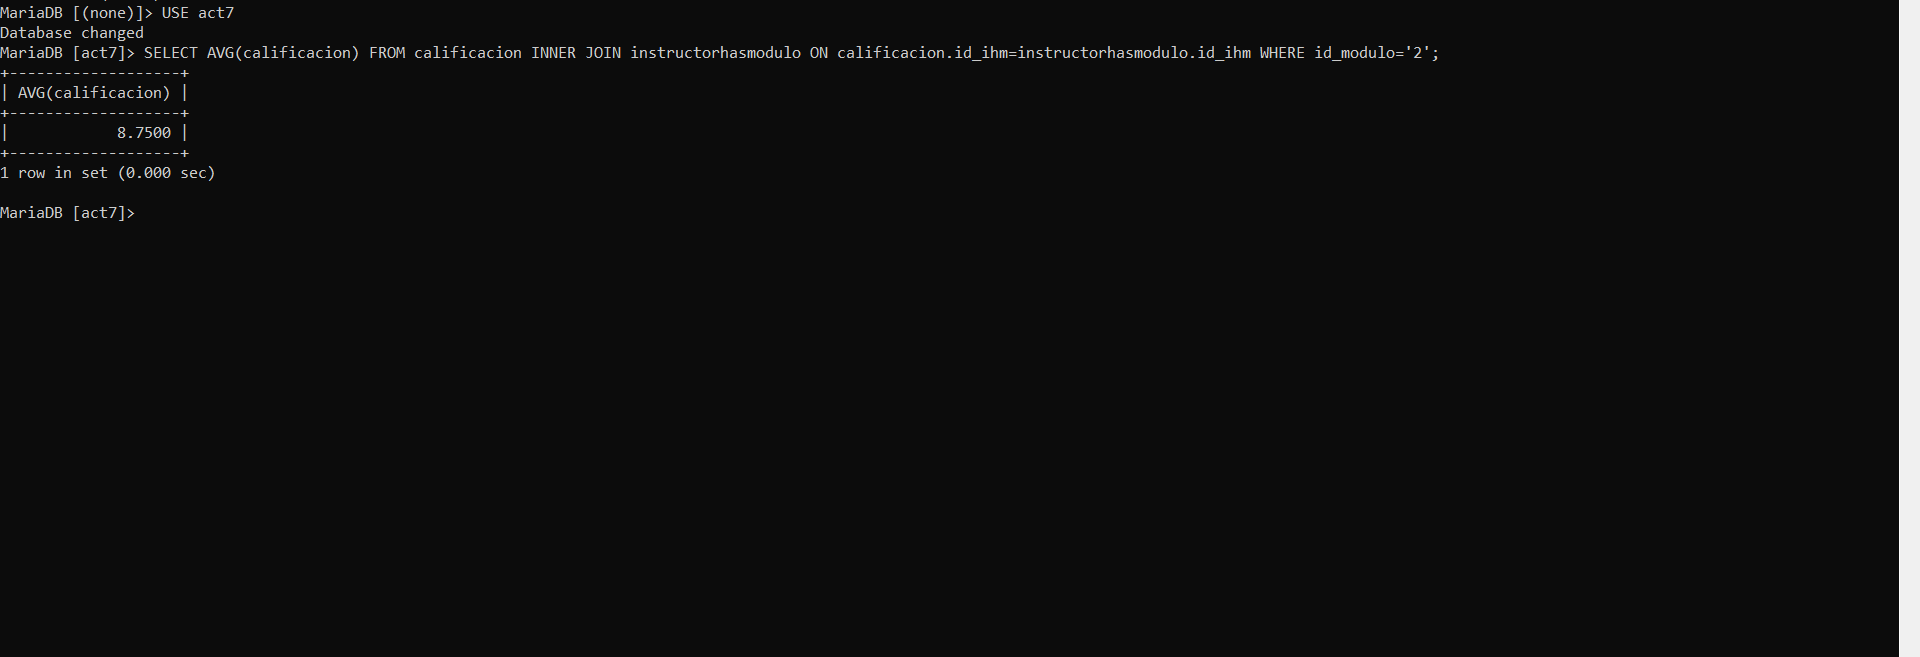 MariaDB [(none)]> USE act7
Database changed
MariaDB [act7]> SELECT AVG(calificacion) FROM calificacion INNER JOIN instructorhasmodulo ON calificacion.id_ihm=instructorhasmodulo.id_ihm WHERE id_modulo='2';
+-------------------+
| AVG(calificacion) |
+-------------------+
|            8.7500 |
+-------------------+
1 row in set (0.000 sec)
MariaDB [act7]>